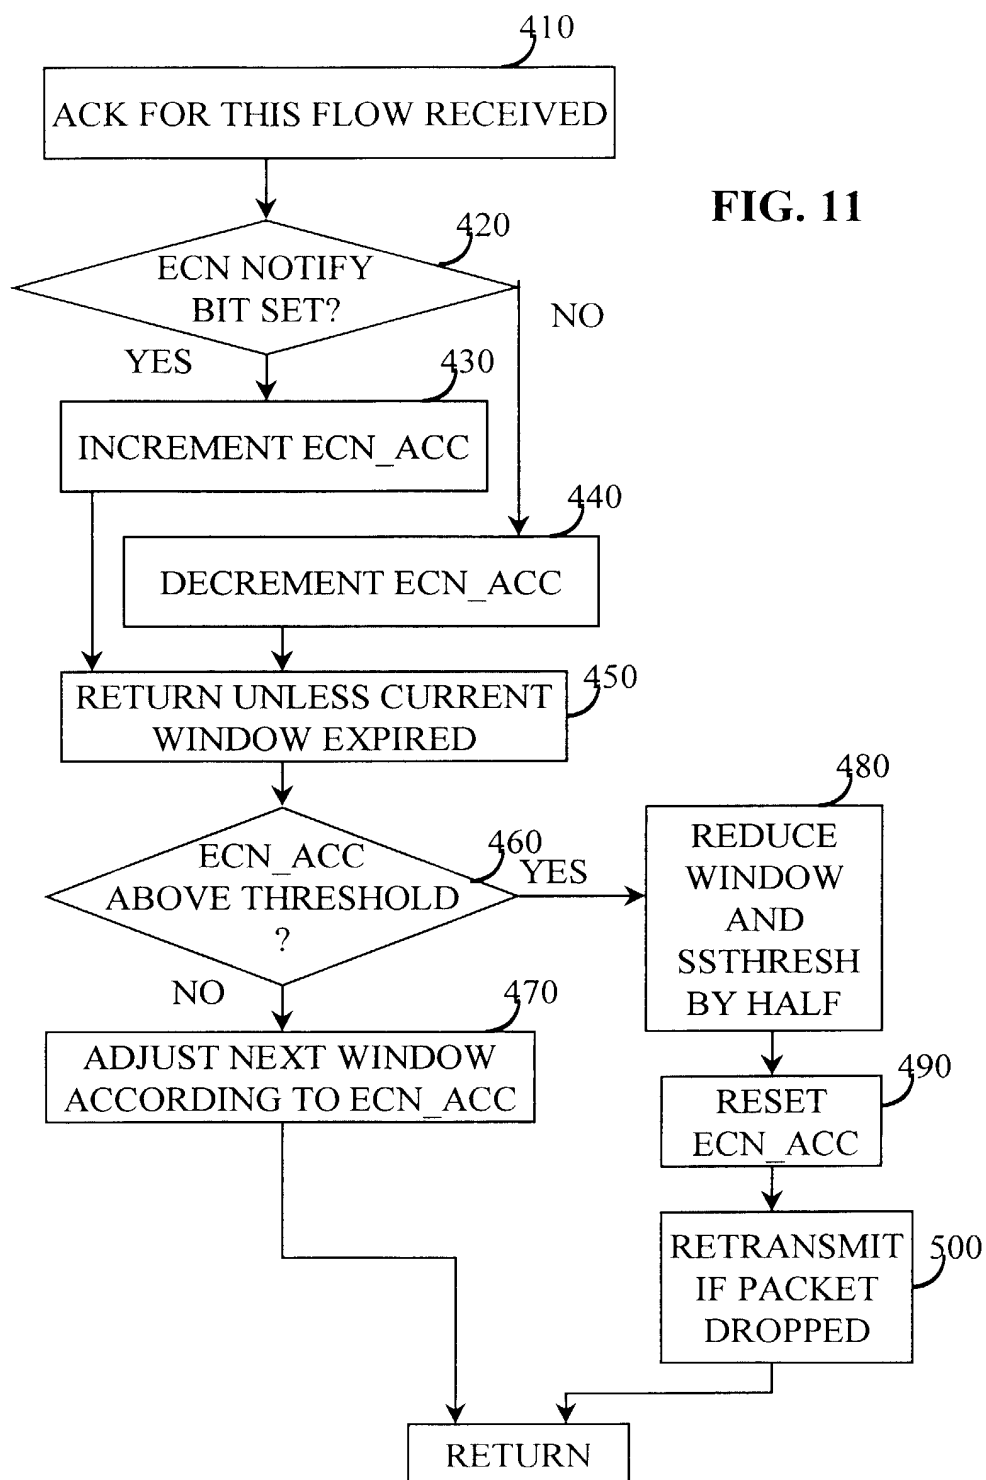 410
ACK FOR THIS FLOW RECEIVED
FIG. 11
420
ECN NOTIFY
BIT SET?
NO
YES
430
INCREMENT ECN_ACC
440
DECREMENT ECN_ACC
450
RETURN UNLESS CURRENT
WINDOW EXPIRED
480
460
ECN_ACC
ABOVE THRESHOLD
?
YES
REDUCE
WINDOW
AND
SSTHRESH
BY HALF
NO
470
ADJUST NEXT WINDOW
ACCORDING TO ECN_ACC
490
RESET
ECN_ACC
500
RETRANSMIT
IF PACKET
DROPPED
RETURN